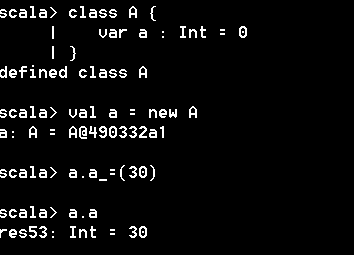 scala> class A {
     |    var a : Int = 0
     | }
defined class A
scala> val a = new A
a: A = A@490332a1
scala> a.a_=(30)
scala> a.a
res53: Int = 30